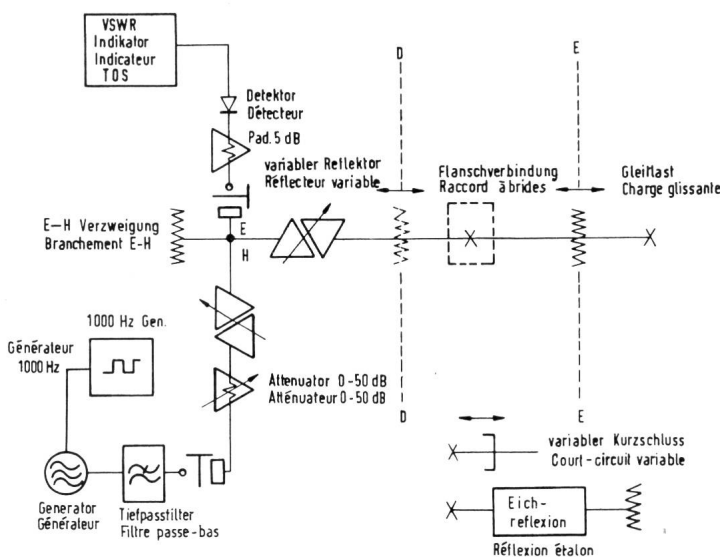 VSWR
Indikator
Indicateur
TOS
Detektor
Détecteur
Pad. 5 dB
variabler Reflektor
Réflecteur variable
D
E
Flanschverbindung
Raccord à brides
Gleitlast
Charge glissante
E-H Verzweigung
Branchement E-H
E
H
1000 Hz Gen.
Générateur
1000 Hz
Attenuator 0-50 dB
Atténuateur 0-50 dB
D
E
variabler Kurzschluss
Court-circuit variable
Generator
Générateur
Tiefpassfilter
Filtre passe-bas
Eich-
reflexion
Réflexion étalon